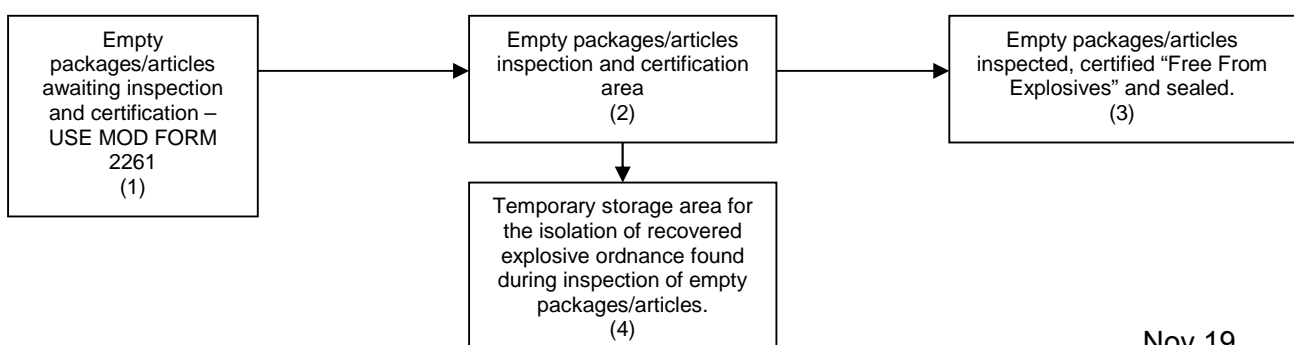 Empty
packages/articles
awaiting inspection
and certification –
USE MOD FORM
2261
(1)
Empty packages/articles
inspection and certification
area
(2)
Empty packages/articles
inspected, certified “Free From
Explosives” and sealed.
(3)
Temporary storage area for
the isolation of recovered
explosive ordnance found
during inspection of empty
packages/articles.
(4)
Nov 19